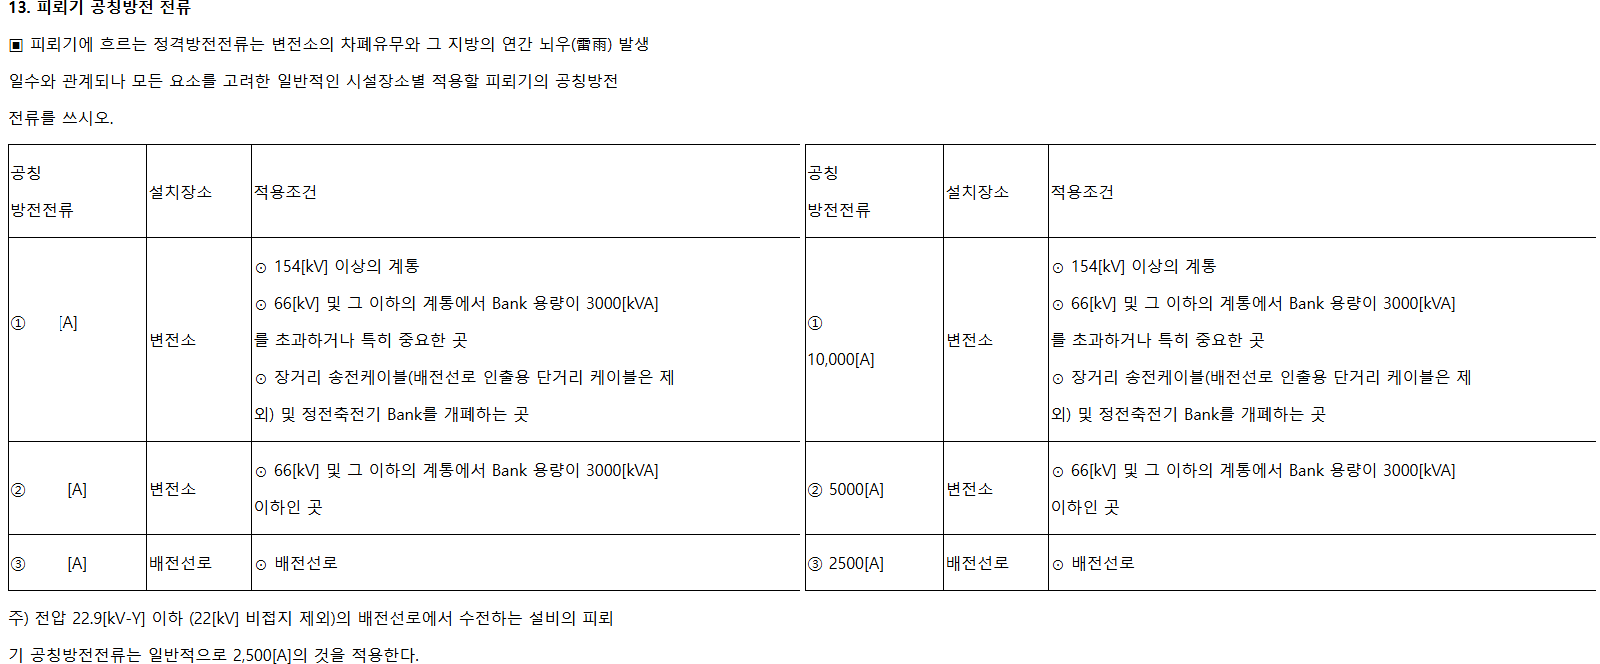 13. 피뢰기 공칭방전 전류
▣ 피뢰기에 흐르는 정격방전전류는 변전소의 차폐유무와 그 지방의 연간 뇌우(雷雨) 발생
일수와 관계되나 모든 요소를 고려한 일반적인 시설장소별 적용할 피뢰기의 공칭방전
전류를 쓰시오.
공칭
방전전류
설치장소
적용조건
① [A]
변전소
⊙ 154[kV] 이상의 계통
⊙ 66[kV] 및 그 이하의 계통에서 Bank 용량이 3000[kVA]
를 초과하거나 특히 중요한 곳
⊙ 장거리 송전케이블(배전선로 인출용 단거리 케이블은 제
외) 및 정전축전기 Bank를 개폐하는 곳
② [A]
변전소
⊙ 66[kV] 및 그 이하의 계통에서 Bank 용량이 3000[kVA]
이하인 곳
③ [A]
배전선로
⊙ 배전선로
공칭
방전전류
설치장소
적용조건
①
10,000[A]
변전소
⊙ 154[kV] 이상의 계통
⊙ 66[kV] 및 그 이하의 계통에서 Bank 용량이 3000[kVA]
를 초과하거나 특히 중요한 곳
⊙ 장거리 송전케이블(배전선로 인출용 단거리 케이블은 제
외) 및 정전축전기 Bank를 개폐하는 곳
② 5000[A]
변전소
⊙ 66[kV] 및 그 이하의 계통에서 Bank 용량이 3000[kVA]
이하인 곳
③ 2500[A]
배전선로
⊙ 배전선로
주) 전압 22.9[kV-Y] 이하 (22[kV] 비접지 제외)의 배전선로에서 수전하는 설비의 피뢰
기 공칭방전전류는 일반적으로 2,500[A]의 것을 적용한다.